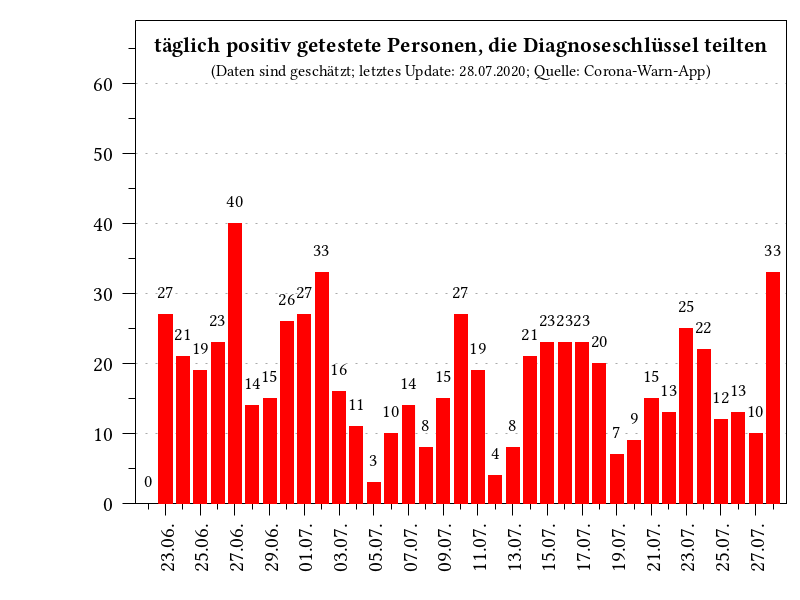 täglich positiv getestete Personen, die Diagnoseschlüssel teilten
(Daten sind geschätzt; letztes Update: 28.07.2020; Quelle: Corona-Warn-App)
60
50
40
30
20
10
0
0 27 21 19 23 40 14 15 26 27 33 16 11 3 10 14 8 15 27 19 4 8 21 23 23 23 20 7 9 15 13 25 22 12 13 10 33
23.06. 25.06. 27.06. 29.06. 01.07. 03.07. 05.07. 07.07. 09.07. 11.07. 13.07. 15.07. 17.07. 19.07. 21.07. 23.07. 25.07. 27.07.